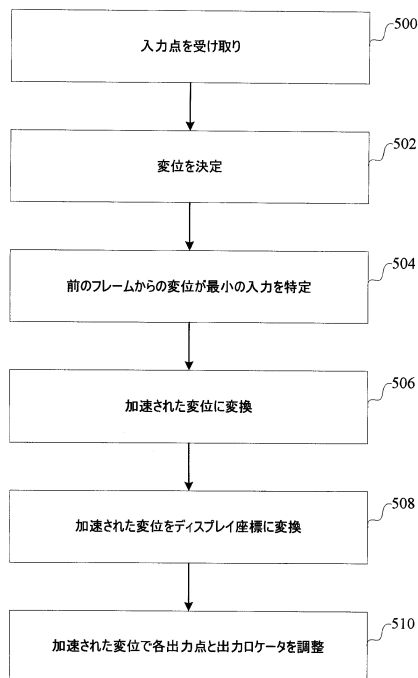 500
入力点を受け取り
502
変位を決定
504
前のフレームからの変位が最小の入力を特定
506
加速された変位に変換
508
加速された変位をディスプレイ座標に変換
510
加速された変位で各出力点と出力ロケータを調整